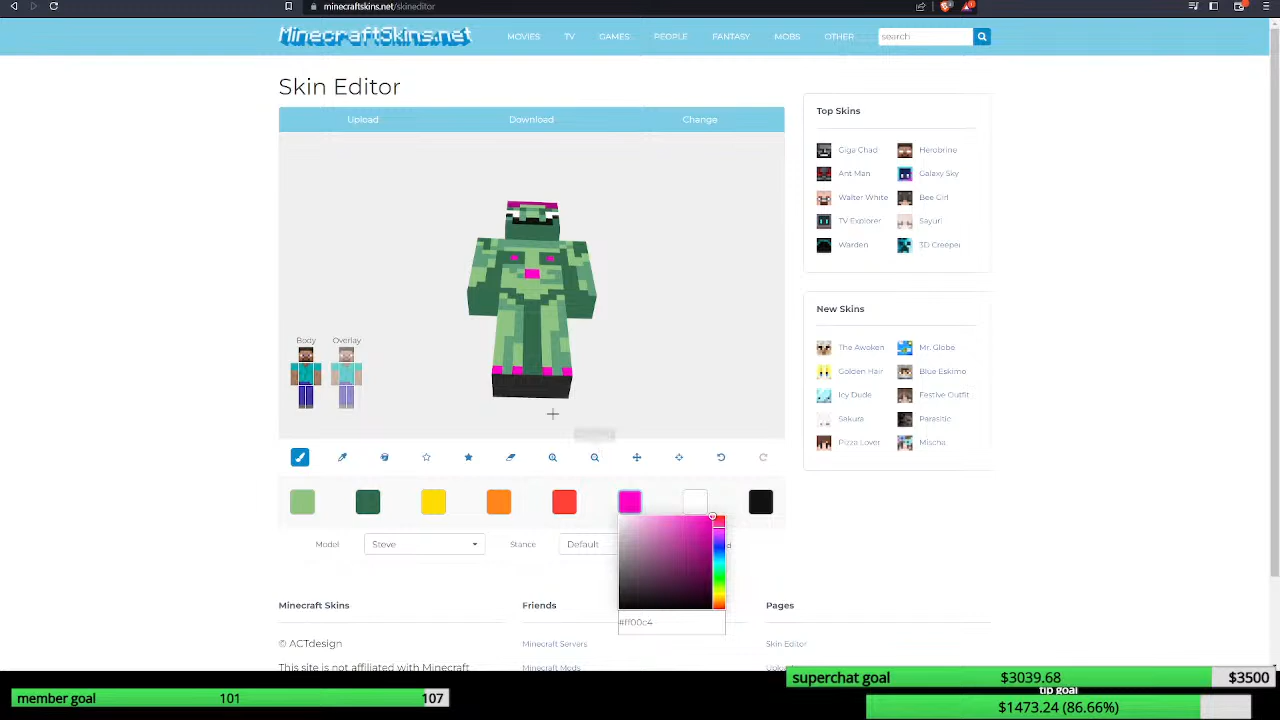 minecraftskins.net/skineditor
MinecraftSkins.net
MOVIES TV GAMES PEOPLE FANTASY MOBS OTHER search
Skin Editor
Upload Download Change
Top Skins
Giga Chad Herobrine
Ant Man Galaxy Sky
Walter White Bee Girl
TV Explorer Sayuri
Warden 3D Creeper
New Skins
The Awoken Mr. Globe
Golden Hair Blue Eskimo
Icy Dude Festive Outfit
Sakura Parasitic
Pizza Lover Mischa
Body Overlay
Model Steve Stance Default
#ff00c4
Minecraft Skins Friends Pages
© ACTdesign Minecraft Servers Skin Editor
This site is not affiliated with Minecraft Minecraft Mods
member goal 101 107
superchat goal $3039.68 $3500
tip goal
$1473.24 (86.66%)